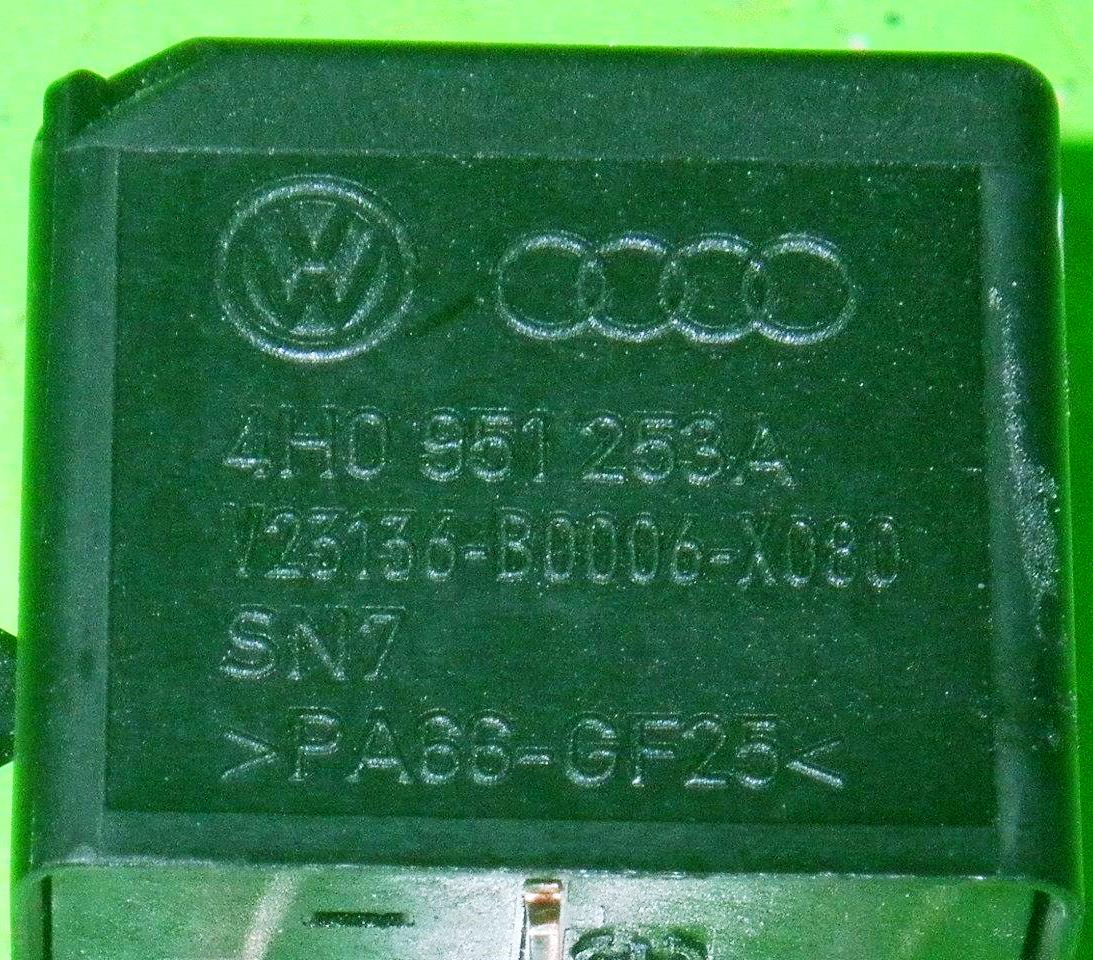 4H0 951 253A
V23136-B0006-X080
SN7
>PA66-GF25<